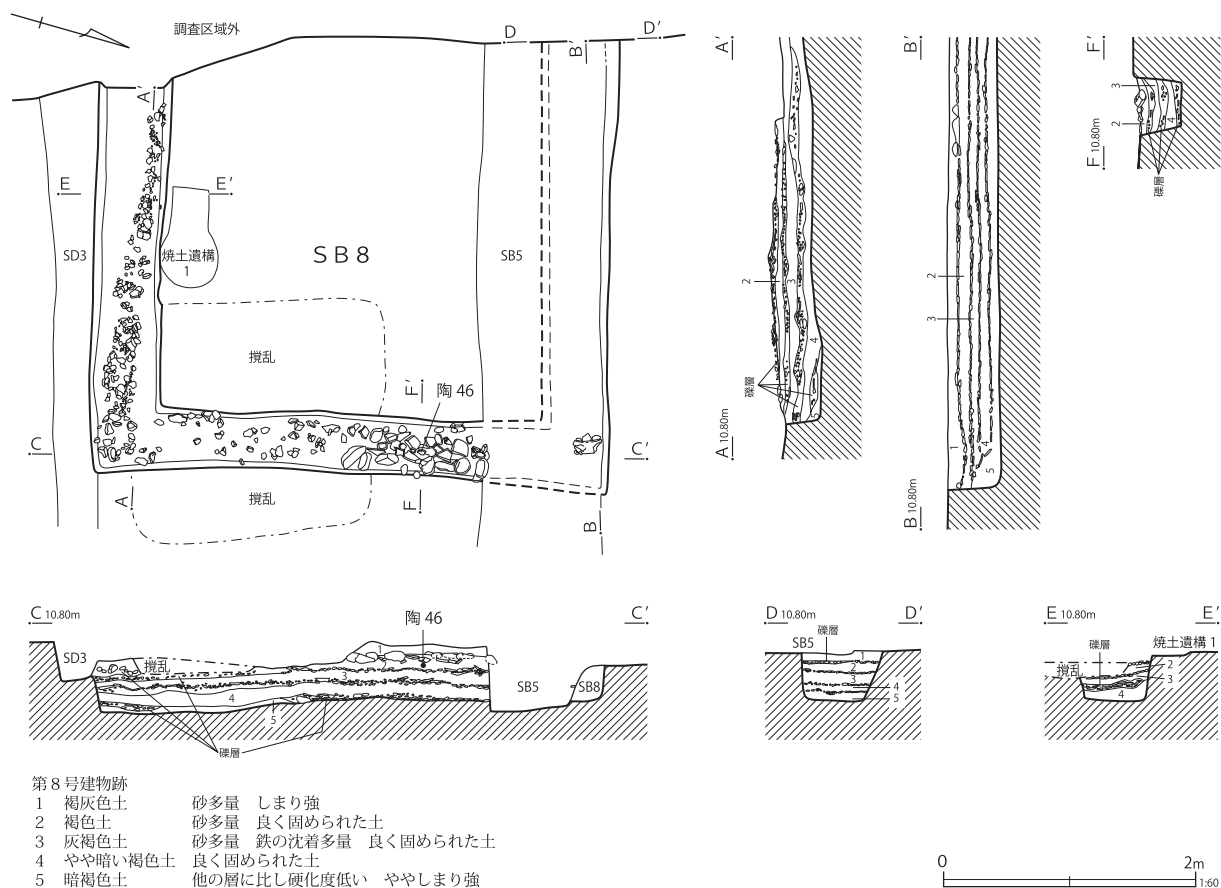 調査区域外
D
D′
B′
A′
E
E′
SD3
焼土遺構
1
SB8
SB5
撹乱
F′
陶 46
C
C′
A
撹乱
F
B
A′
2
3
4
5
礫層
A 10.80m
B′
2
3
1
4
5
B 10.80m
F′
3
2
4
F 10.80m
礫層
C 10.80m
陶 46
C′
SD3
撹乱
1
3
4
5
SB5
SB8
礫層
D 10.80m
D′
SB5
礫層
1
2
3
4
5
E 10.80m
E′
焼土遺構 1
礫層
撹乱
2
3
4
第８号建物跡
1 褐灰色土 砂多量 しまり強
2 褐色土 砂多量 良く固められた土
3 灰褐色土 砂多量 鉄の沈着多量 良く固められた土
4 やや暗い褐色土 良く固められた土
5 暗褐色土 他の層に比し硬化度低い ややしまり強
0
2m
1:60